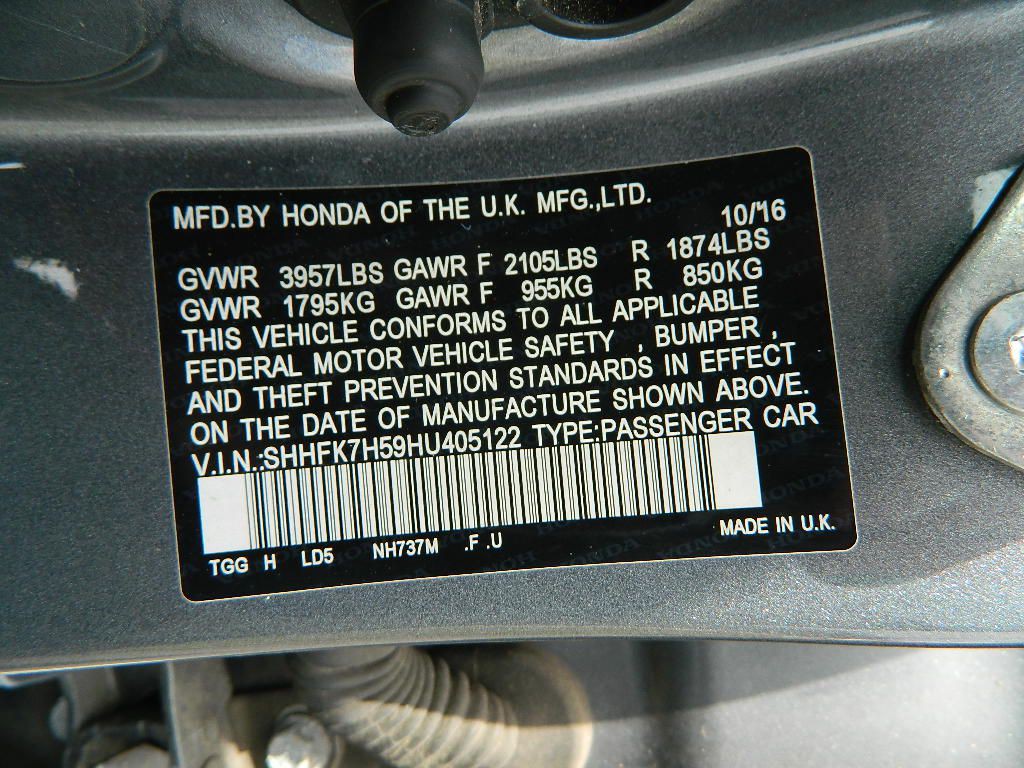 MFD.BY HONDA OF THE U.K. MFG.,LTD.
10/'16
GVWR 3957LBS GAWR F 2105LBS R 1874LBS
GVWR 1795KG GAWR F 955KG R 850KG
THIS VEHICLE CONFORMS TO ALL APPLICABLE
FEDERAL MOTOR VEHICLE SAFETY , BUMPER ,
AND THEFT PREVENTION STANDARDS IN EFFECT
ON THE DATE OF MANUFACTURE SHOWN ABOVE.
V.I.N.:SHHFK7H59HU405122 TYPE:PASSENGER CAR
TGG H LD5 NH737M .F .U MADE IN U.K.